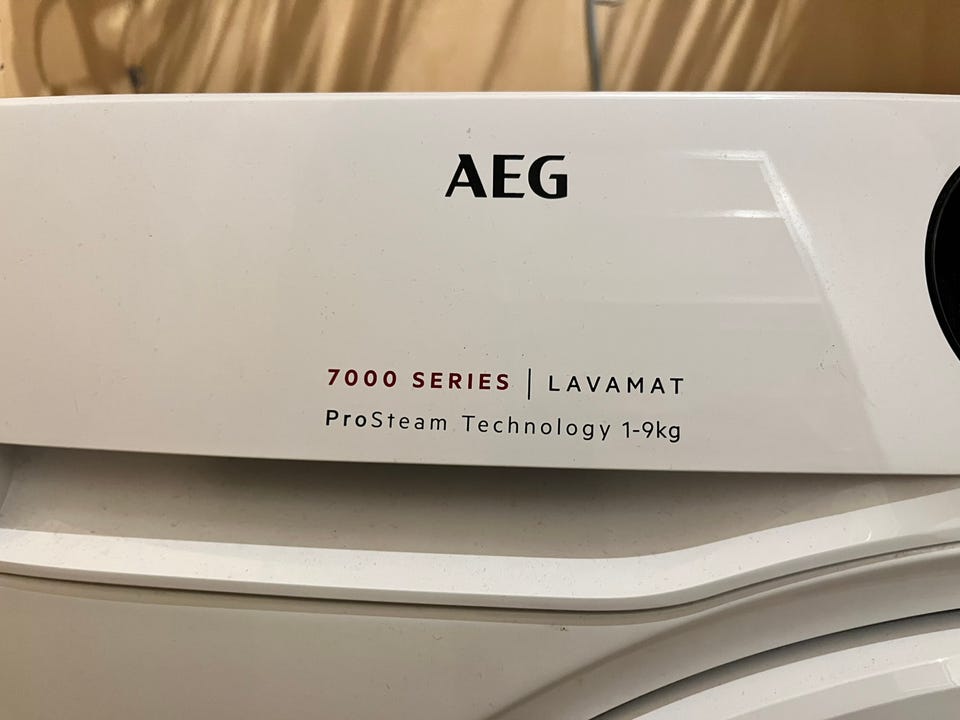 AEG
7000 SERIES | LAVAMAT
ProSteam Technology 1-9kg